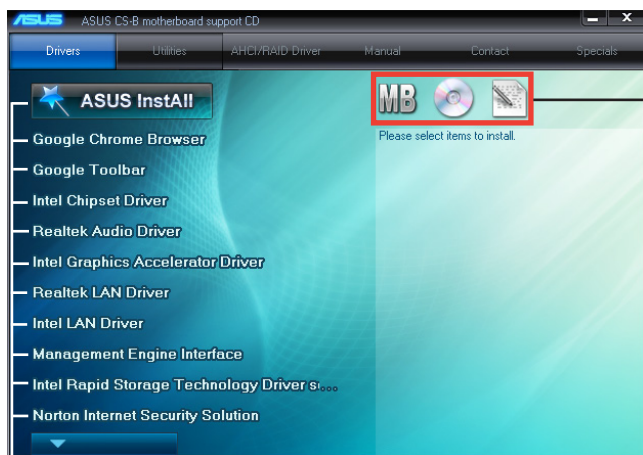 ASUS ASUS CS-B motherboard support CD
Drivers Utilities AHCI/RAID Driver Manual Contact Specials
ASUS InstAll
MB
Please select items to install.
Google Chrome Browser
Google Toolbar
Intel Chipset Driver
Realtek Audio Driver
Intel Graphics Accelerator Driver
Realtek LAN Driver
Intel LAN Driver
Management Engine Interface
Intel Rapid Storage Technology Driver s...
Norton Internet Security Solution